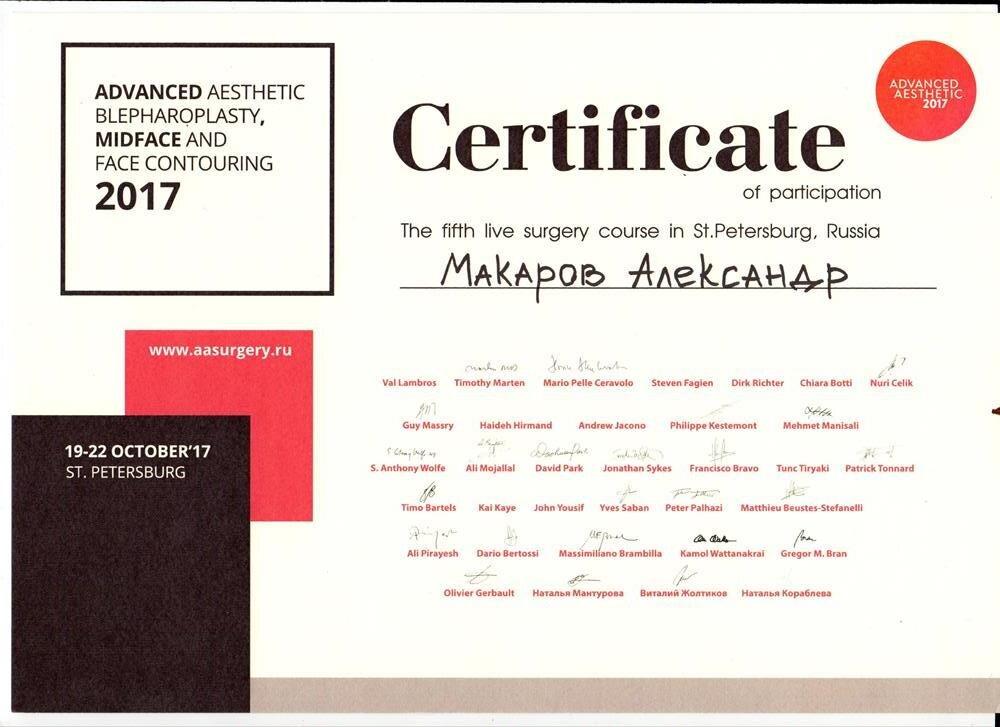 ADVANCED AESTHETIC
BLEPHAROPLASTY,
MIDFACE AND
FACE CONTOURING
2017
ADVANCED
AESTHETIC
2017
Certificate
of participation
The fifth live surgery course in St.Petersburg, Russia
Макаров Александр
www.aasurgery.ru
19-22 OCTOBER'17
ST. PETERSBURG
Val Lambros Timothy Marten Mario Pelle Ceravolo Steven Fagien Dirk Richter Chiara Botti Nuri Celik
Guy Massry Haideh Hirmand Andrew Jacono Philippe Kestemont Mehmet Manisali
S. Anthony Wolfe Ali Mojallal David Park Jonathan Sykes Francisco Bravo Tunc Tiryaki Patrick Tonnard
Timo Bartels Kai Kaye John Yousif Yves Saban Peter Palhazi Matthieu Beustes-Stefanelli
Ali Pirayesh Dario Bertossi Massimiliano Brambilla Kamol Wattanakrai Gregor M. Bran
Olivier Gerbault Наталья Мантурова Виталий Жолтиков Наталья Кораблева